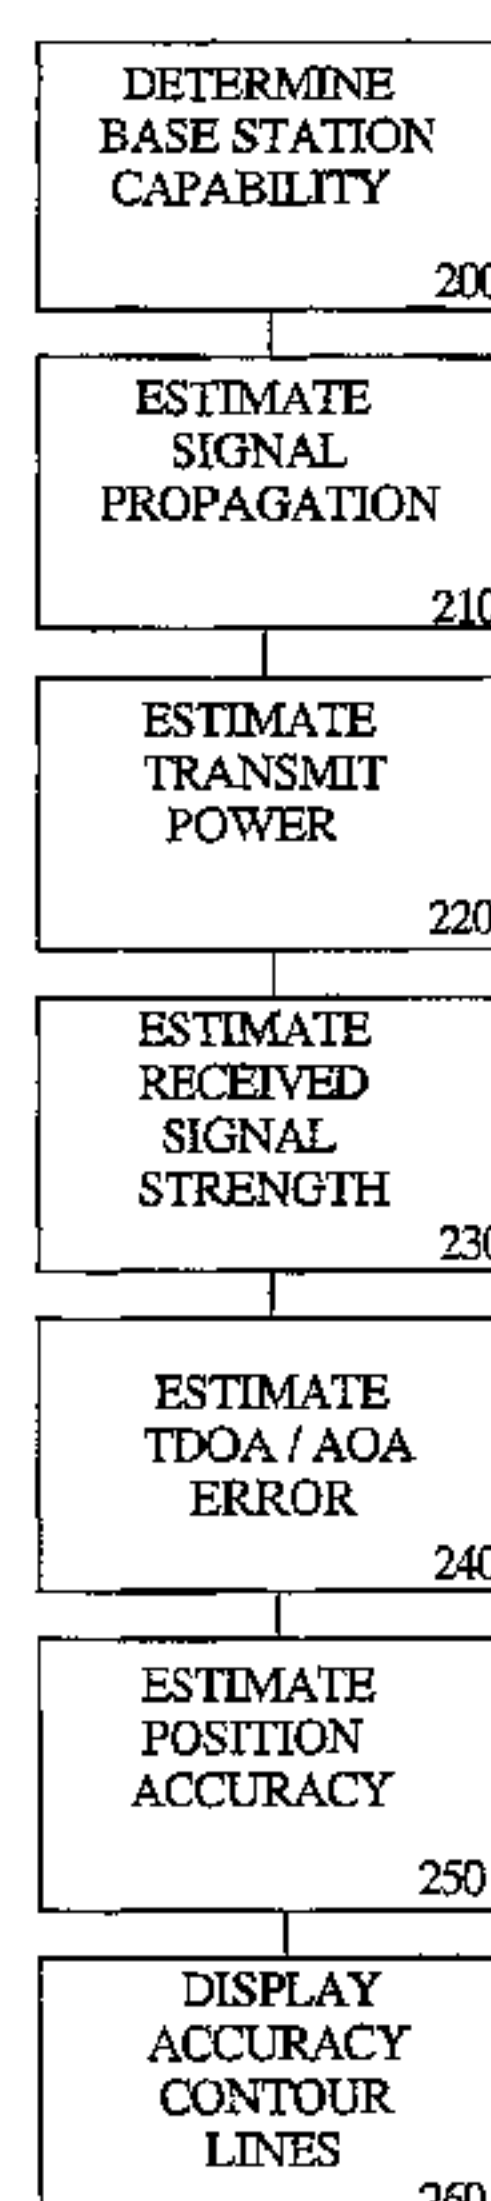 DETERMINE
BASE STATION
CAPABILITY
200
ESTIMATE
SIGNAL
PROPAGATION
210
ESTIMATE
TRANSMIT
POWER
220
ESTIMATE
RECEIVED
SIGNAL
STRENGTH
230
ESTIMATE
TDOA / AOA
ERROR
240
ESTIMATE
POSITION
ACCURACY
250
DISPLAY
ACCURACY
CONTOUR
LINES
260